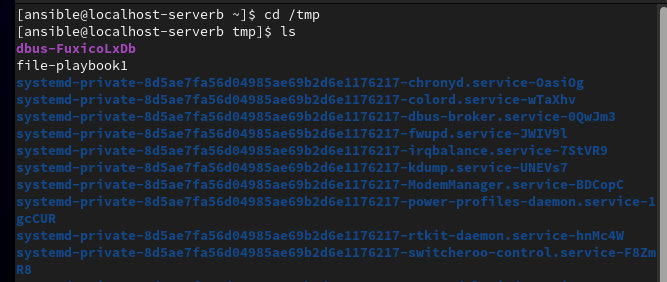 [ansible@localhost-serverb ~]$ cd /tmp
[ansible@localhost-serverb tmp]$ ls
dbus-FuxicoLxDb
file-playbook1
systemd-private-8d5ae7fa56d04985ae69b2d6e1176217-chronyd.service-OasiOg
systemd-private-8d5ae7fa56d04985ae69b2d6e1176217-colord.service-wTaXhv
systemd-private-8d5ae7fa56d04985ae69b2d6e1176217-dbus-broker.service-0QwJm3
systemd-private-8d5ae7fa56d04985ae69b2d6e1176217-fwupd.service-JWIV9l
systemd-private-8d5ae7fa56d04985ae69b2d6e1176217-irqbalance.service-7StVR9
systemd-private-8d5ae7fa56d04985ae69b2d6e1176217-kdump.service-UNEVs7
systemd-private-8d5ae7fa56d04985ae69b2d6e1176217-ModemManager.service-BDCopC
systemd-private-8d5ae7fa56d04985ae69b2d6e1176217-power-profiles-daemon.service-1
gcCUR
systemd-private-8d5ae7fa56d04985ae69b2d6e1176217-rtkit-daemon.service-hnMc4W
systemd-private-8d5ae7fa56d04985ae69b2d6e1176217-switcheroo-control.service-F8Zm
R8